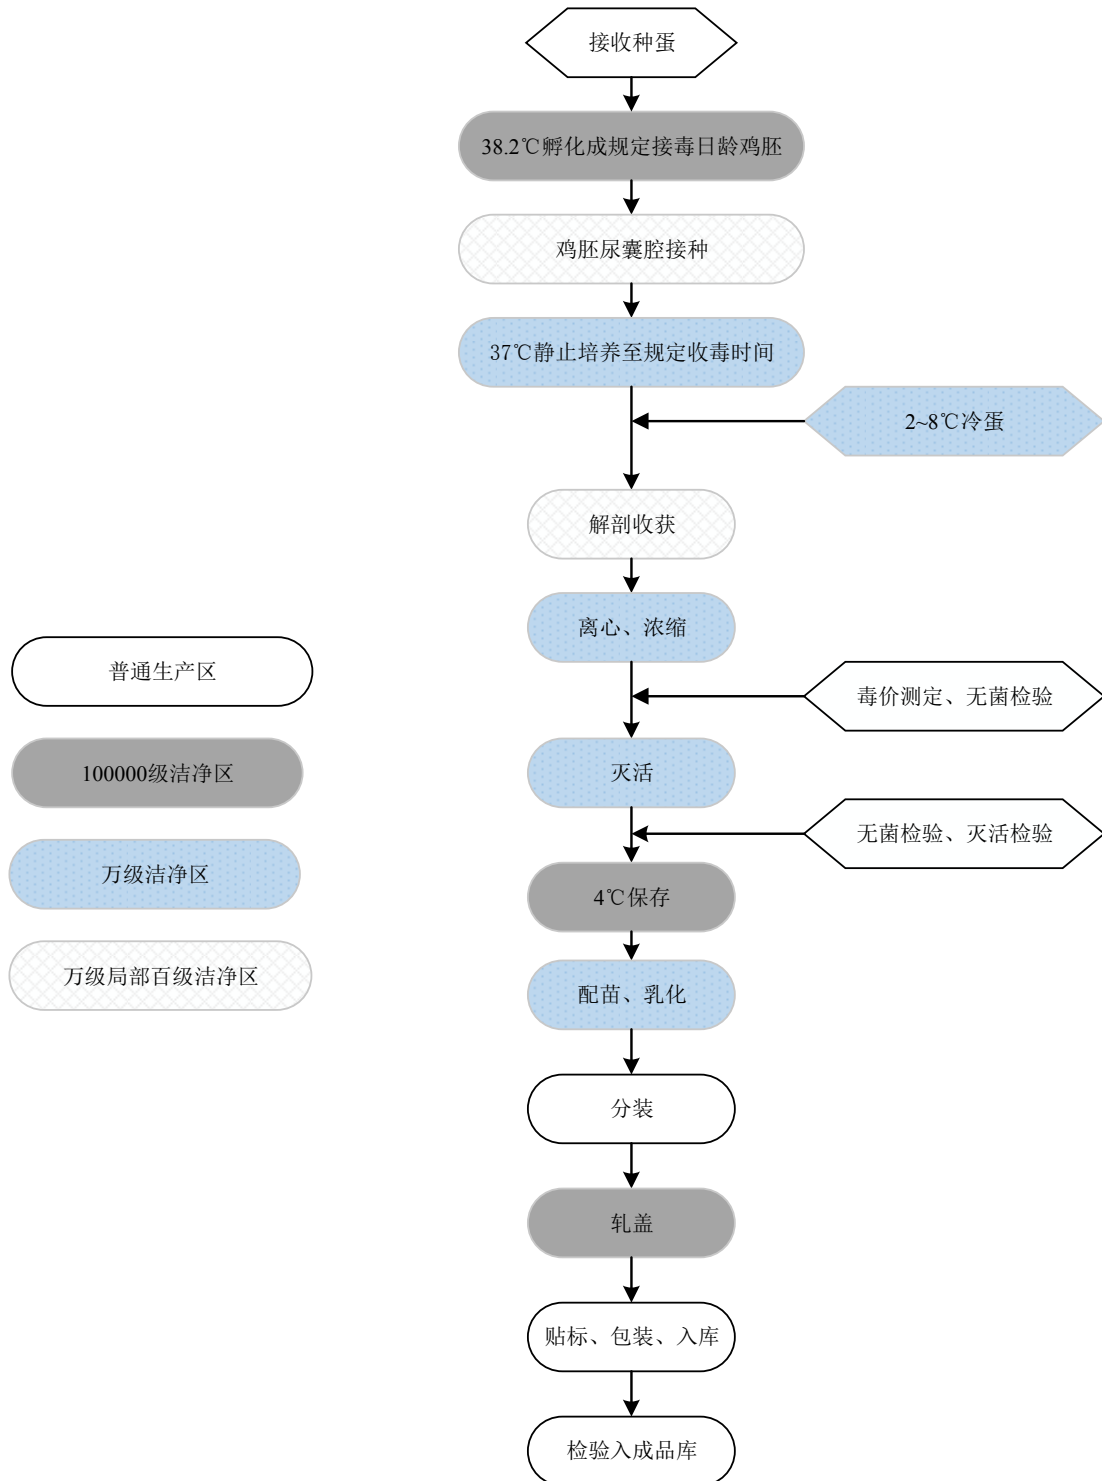 接收种蛋
38.2℃孵化成规定接毒日龄鸡胚
鸡胚尿囊腔接种
37℃静止培养至规定收毒时间
2~8℃冷蛋
解剖收获
离心、浓缩
普通生产区
毒价测定、无菌检验
100000级洁净区
灭活
无菌检验、灭活检验
万级洁净区
4℃保存
万级局部百级洁净区
配苗、乳化
分装
轧盖
贴标、包装、入库
检验入成品库